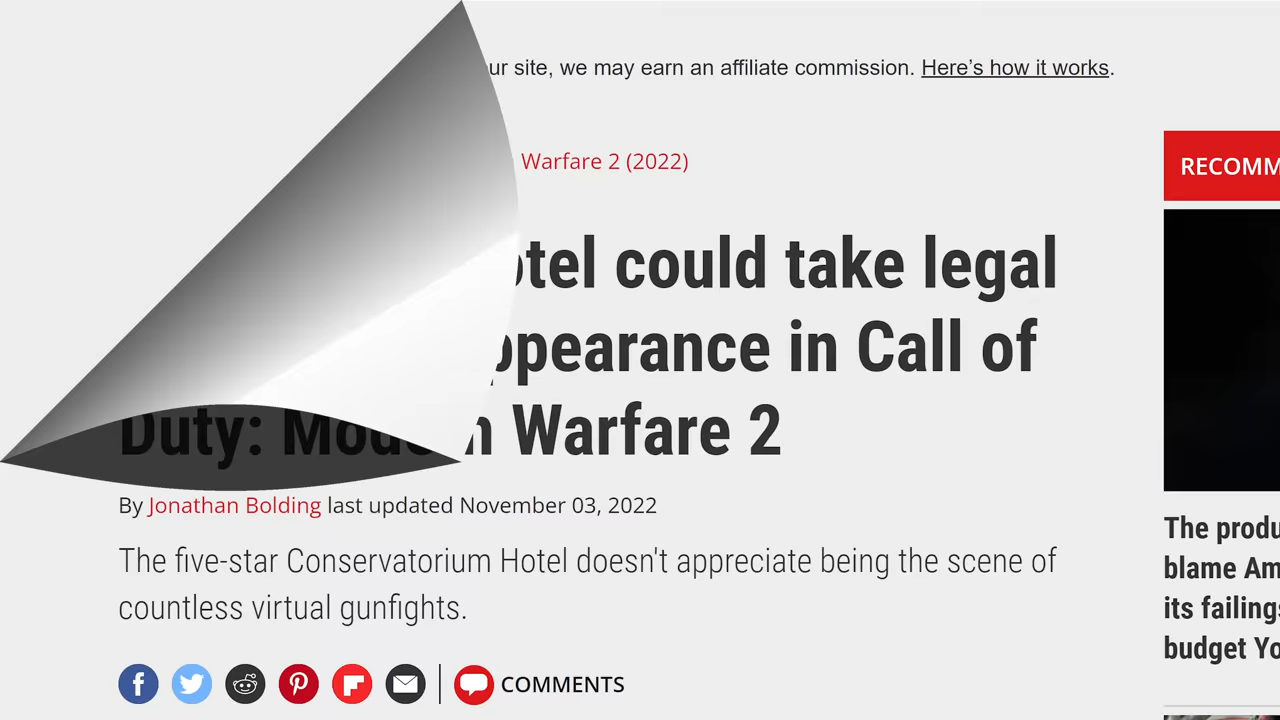 ur site, we may earn an affiliate commission. Here's how it works.
Warfare 2 (2022)
RECOMM
otel could take legal
ppearance in Call of
Duty: Modern Warfare 2
By Jonathan Bolding last updated November 03, 2022
The five-star Conservatorium Hotel doesn't appreciate being the scene of
countless virtual gunfights.
COMMENTS
The produ
blame Am
its failing
budget Yo